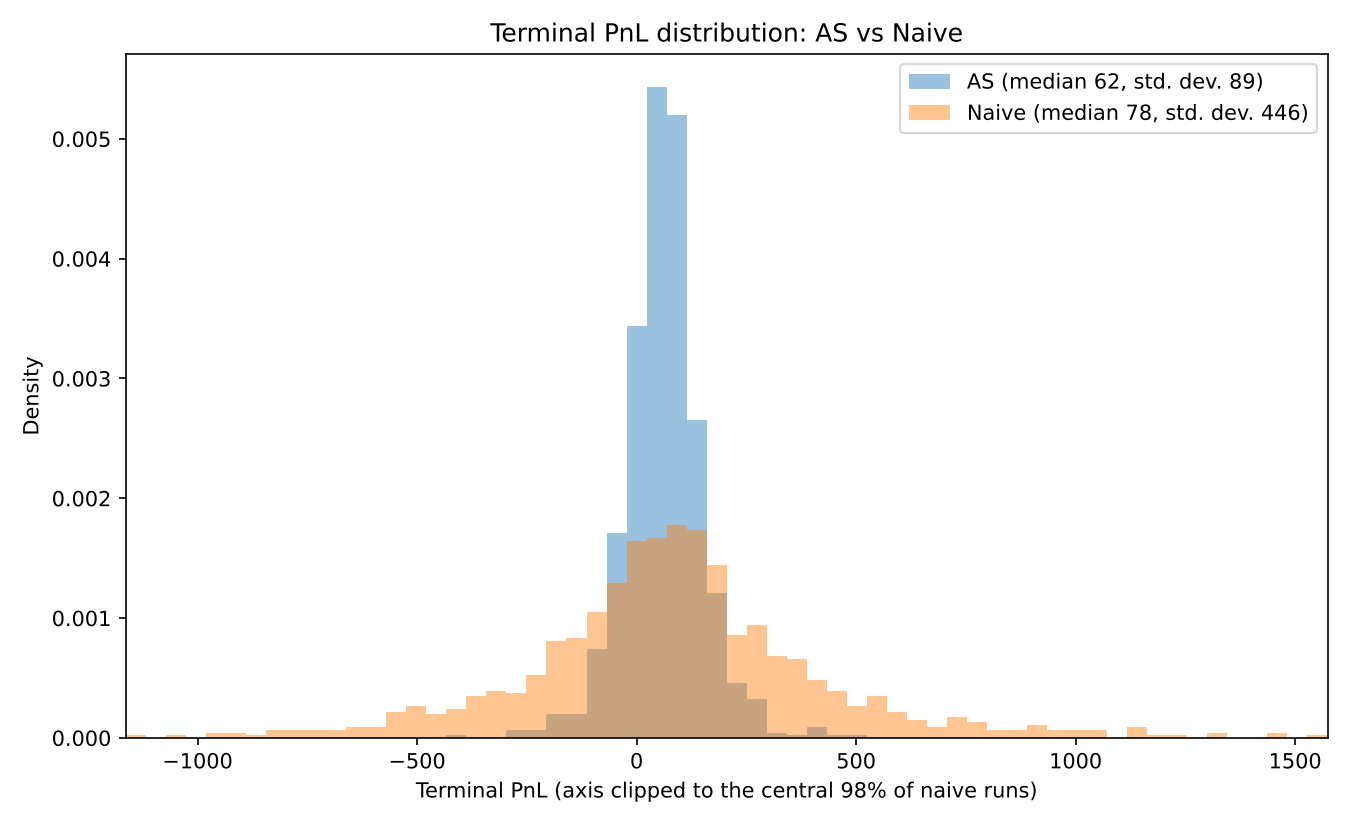 Terminal PnL distribution: AS vs Naive
AS (median 62, std. dev. 89)
Naive (median 78, std. dev. 446)
Density
0.005
0.004
0.003
0.002
0.001
0.000
−1000 −500 0 500 1000 1500
Terminal PnL (axis clipped to the central 98% of naive runs)